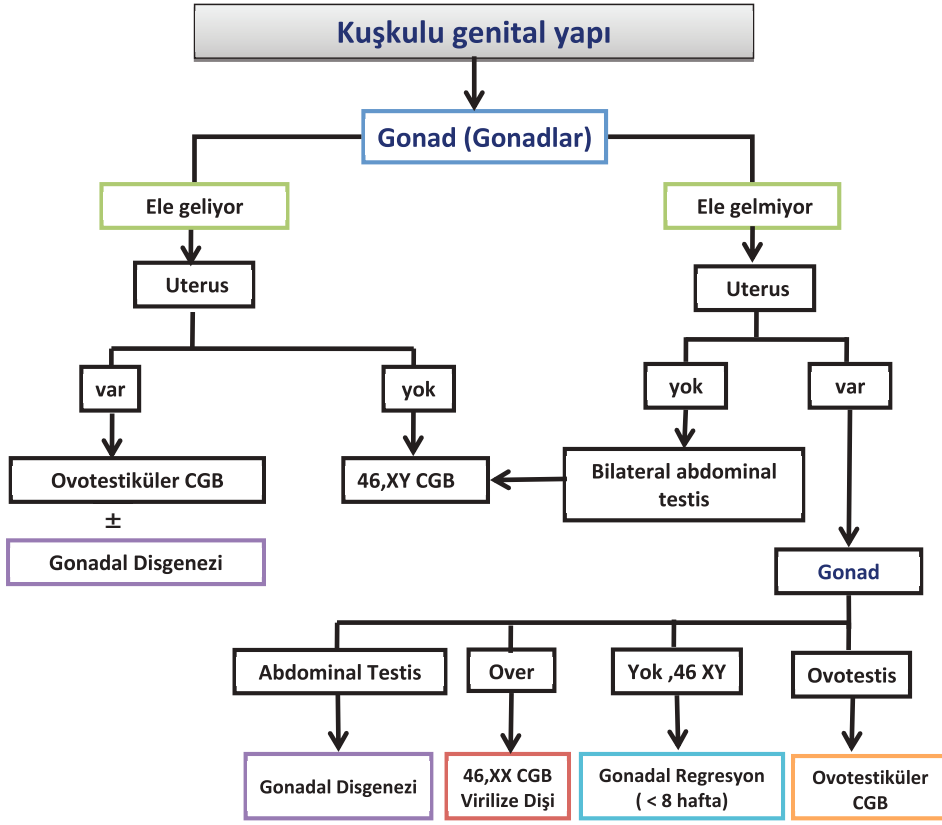 Kuşkulu genital yapı
Gonad (Gonadlar)
Ele geliyor
Ele gelmiyor
Uterus
Uterus
var
yok
yok
var
Ovotestiküler CGB
46,XY CGB
Bilateral abdominal
testis
±
Gonadal Disgenezi
Gonad
Abdominal Testis
Over
Yok ,46 XY
Ovotestis
Gonadal Disgenezi
46,XX CGB
Virilize Dişi
Gonadal Regresyon
( < 8 hafta)
Ovotestiküler
CGB